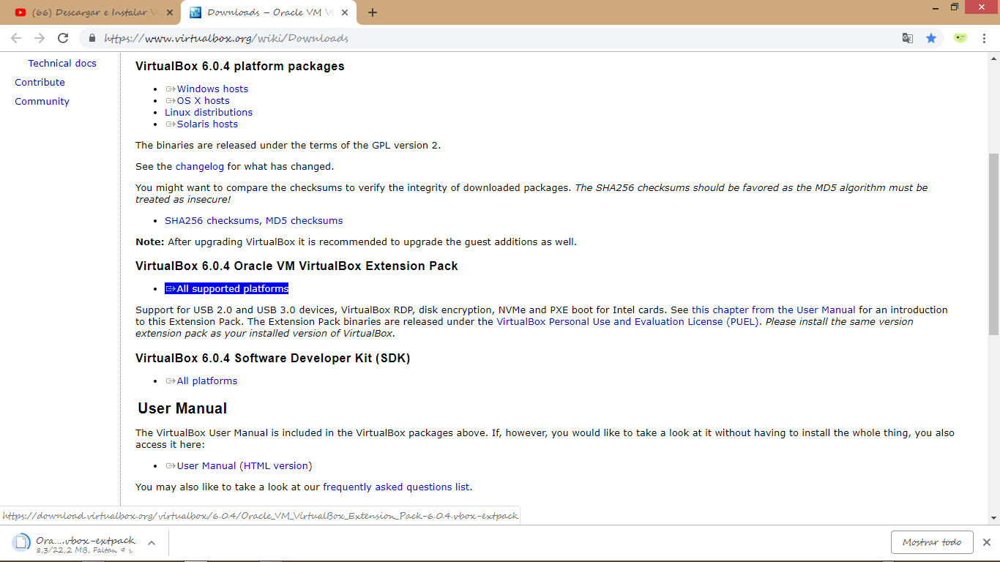 (66) Descargar e Instalar Vi
Downloads – Oracle VM Vi
https://www.virtualbox.org/wiki/Downloads
Technical docs
Contribute
Community
VirtualBox 6.0.4 platform packages
Windows hosts
OS X hosts
Linux distributions
Solaris hosts
The binaries are released under the terms of the GPL version 2.
See the changelog for what has changed.
You might want to compare the checksums to verify the integrity of downloaded packages. The SHA256 checksums should be favored as the MD5 algorithm must be
treated as insecure!
SHA256 checksums, MD5 checksums
Note: After upgrading VirtualBox it is recommended to upgrade the guest additions as well.
VirtualBox 6.0.4 Oracle VM VirtualBox Extension Pack
All supported platforms
Support for USB 2.0 and USB 3.0 devices, VirtualBox RDP, disk encryption, NVMe and PXE boot for Intel cards. See this chapter from the User Manual for an introduction
to this Extension Pack. The Extension Pack binaries are released under the VirtualBox Personal Use and Evaluation License (PUEL). Please install the same version
extension pack as your installed version of VirtualBox.
VirtualBox 6.0.4 Software Developer Kit (SDK)
All platforms
User Manual
The VirtualBox User Manual is included in the VirtualBox packages above. If, however, you would like to take a look at it without having to install the whole thing, you also
access it here:
User Manual (HTML version)
You may also like to take a look at our frequently asked questions list.
https://download.virtualbox.org/virtualbox/6.0.4/Oracle_VM_VirtualBox_Extension_Pack-6.0.4.vbox-extpack
Ora....vbox-extpack
8,3/22,2 MB, Faltan 9 s.
Mostrar todo